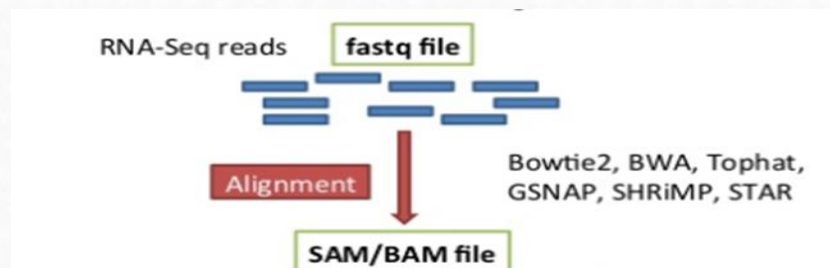 RNA-Seq reads fastq file
Bowtie2, BWA, Tophat,
Alignment
GSNAP, SHRiMP, STAR
SAM/BAM file